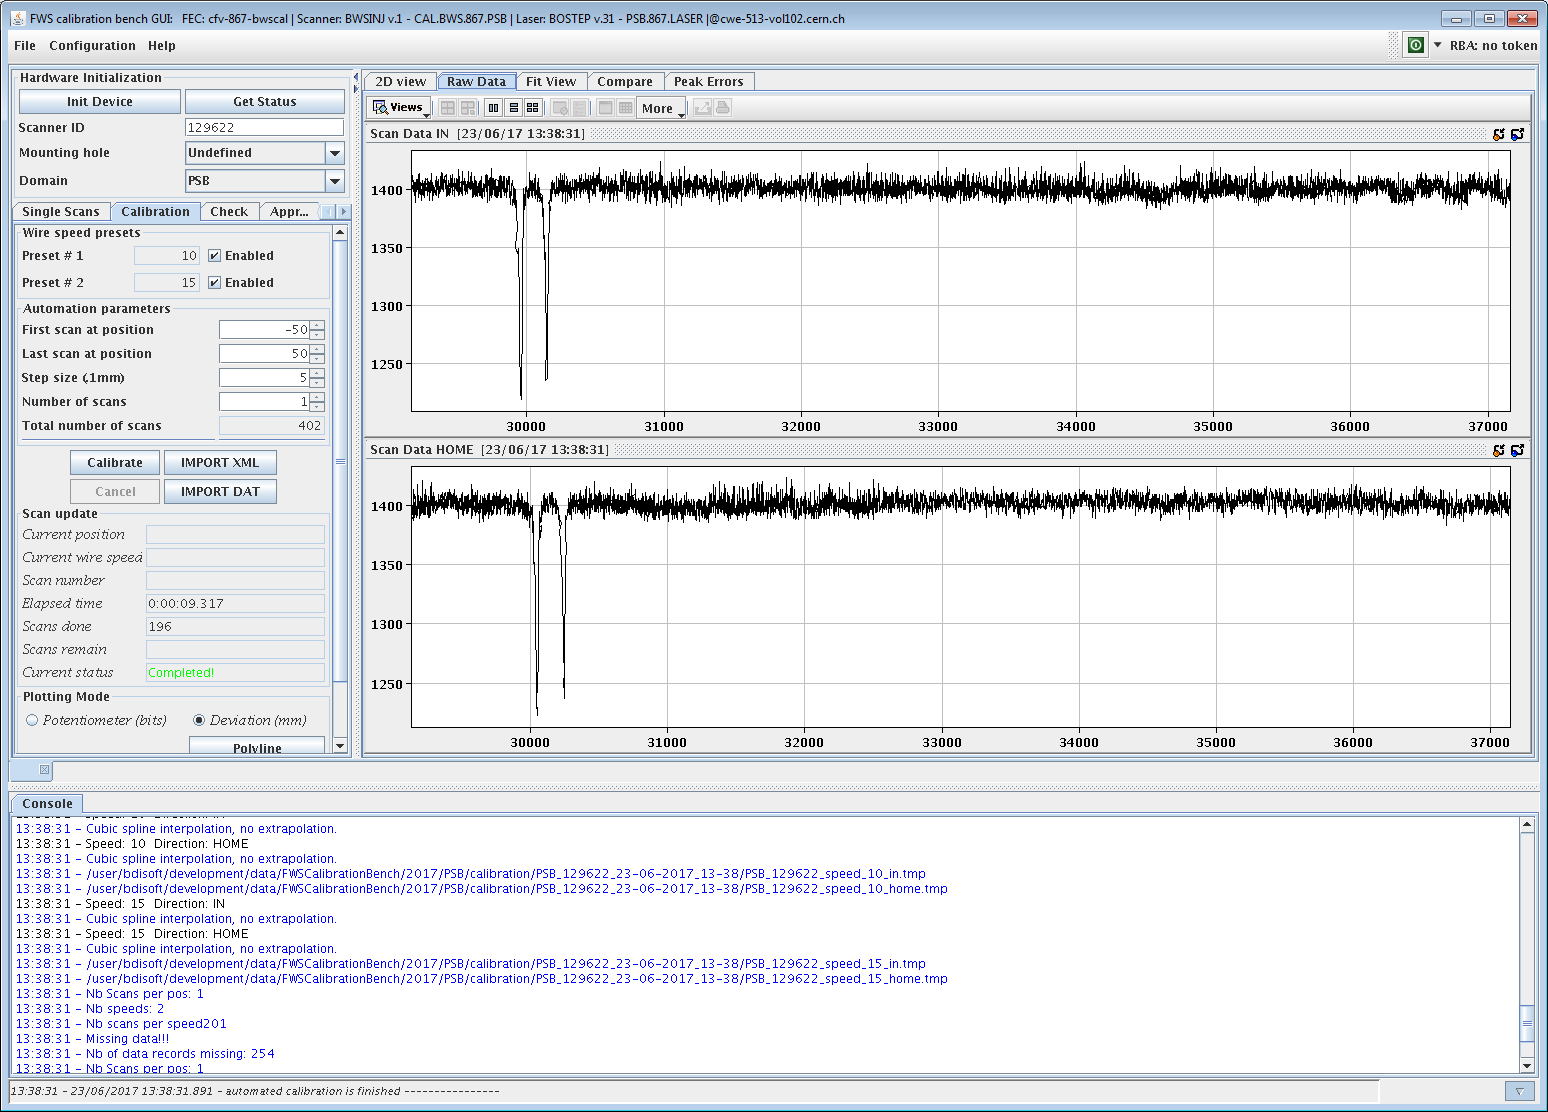 FWS calibration bench GUI: FEC: cfv-867-bwscal | Scanner: BWSINJ v.1 - CAL.BWS.867.PSB | Laser: BOSTEP v.31 - PSB.867.LASER |@cwe-513-vol102.cern.ch
File Configuration Help
RBA: no token
Hardware Initialization
Init Device Get Status
Scanner ID 129622
Mounting hole Undefined
Domain PSB
Single Scans Calibration Check Appr...
Wire speed presets
Preset # 1 10 Enabled
Preset # 2 15 Enabled
Automation parameters
First scan at position -50
Last scan at position 50
Step size (.1mm) 5
Number of scans 1
Total number of scans 402
Calibrate IMPORT XML
Cancel IMPORT DAT
Scan update
Current position
Current wire speed
Scan number
Elapsed time 0:00:09.317
Scans done 196
Scans remain
Current status Completed!
Plotting Mode
Potentiometer (bits) Deviation (mm)
Polyline
2D view Raw Data Fit View Compare Peak Errors
Views More
Scan Data IN [23/06/17 13:38:31]
1400
1350
1300
1250
30000 31000 32000 33000 34000 35000 36000 37000
Scan Data HOME [23/06/17 13:38:31]
1400
1350
1300
1250
30000 31000 32000 33000 34000 35000 36000 37000
Console
13:38:31 - Cubic spline interpolation, no extrapolation.
13:38:31 - Speed: 10 Direction: HOME
13:38:31 - Cubic spline interpolation, no extrapolation.
13:38:31 - /user/bdisoft/development/data/FWSCalibrationBench/2017/PSB/calibration/PSB_129622_23-06-2017_13-38/PSB_129622_speed_10_in.tmp
13:38:31 - /user/bdisoft/development/data/FWSCalibrationBench/2017/PSB/calibration/PSB_129622_23-06-2017_13-38/PSB_129622_speed_10_home.tmp
13:38:31 - Speed: 15 Direction: IN
13:38:31 - Cubic spline interpolation, no extrapolation.
13:38:31 - Speed: 15 Direction: HOME
13:38:31 - Cubic spline interpolation, no extrapolation.
13:38:31 - /user/bdisoft/development/data/FWSCalibrationBench/2017/PSB/calibration/PSB_129622_23-06-2017_13-38/PSB_129622_speed_15_in.tmp
13:38:31 - /user/bdisoft/development/data/FWSCalibrationBench/2017/PSB/calibration/PSB_129622_23-06-2017_13-38/PSB_129622_speed_15_home.tmp
13:38:31 - Nb Scans per pos: 1
13:38:31 - Nb speeds: 2
13:38:31 - Nb scans per speed201
13:38:31 - Missing data!!!
13:38:31 - Nb of data records missing: 254
13:38:31 - Nb Scans per pos: 1
13:38:31 - 23/06/2017 13:38:31.891 - automated calibration is finished ----------------